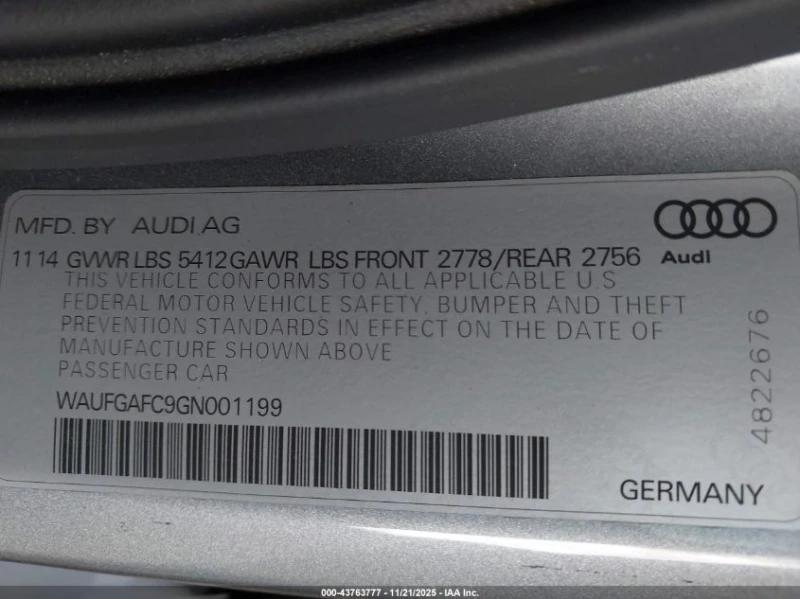 MFD. BY AUDI AG
11 14 GVWR LBS 5412 GAWR LBS FRONT 2778/REAR 2756
Audi
THIS VEHICLE CONFORMS TO ALL APPLICABLE U.S
FEDERAL MOTOR VEHICLE SAFETY, BUMPER AND THEFT
PREVENTION STANDARDS IN EFFECT ON THE DATE OF
MANUFACTURE SHOWN ABOVE
PASSENGER CAR
WAUFGAFC9GN001199
4822676
GERMANY
000-43763777 - 11/21/2025 - IAA Inc.